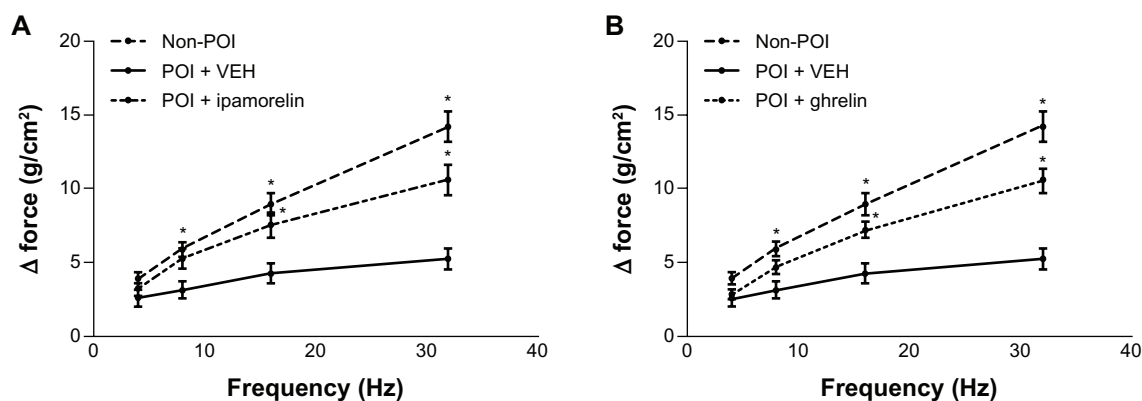 A
20
15
10
5
0
Δ force (g/cm²)
Non-POI
POI + VEH
POI + ipamorelin
*
*
*
*
*
0 10 20 30 40
Frequency (Hz)
B
20
15
10
5
0
Δ force (g/cm²)
Non-POI
POI + VEH
POI + ghrelin
*
*
*
*
*
0 10 20 30 40
Frequency (Hz)